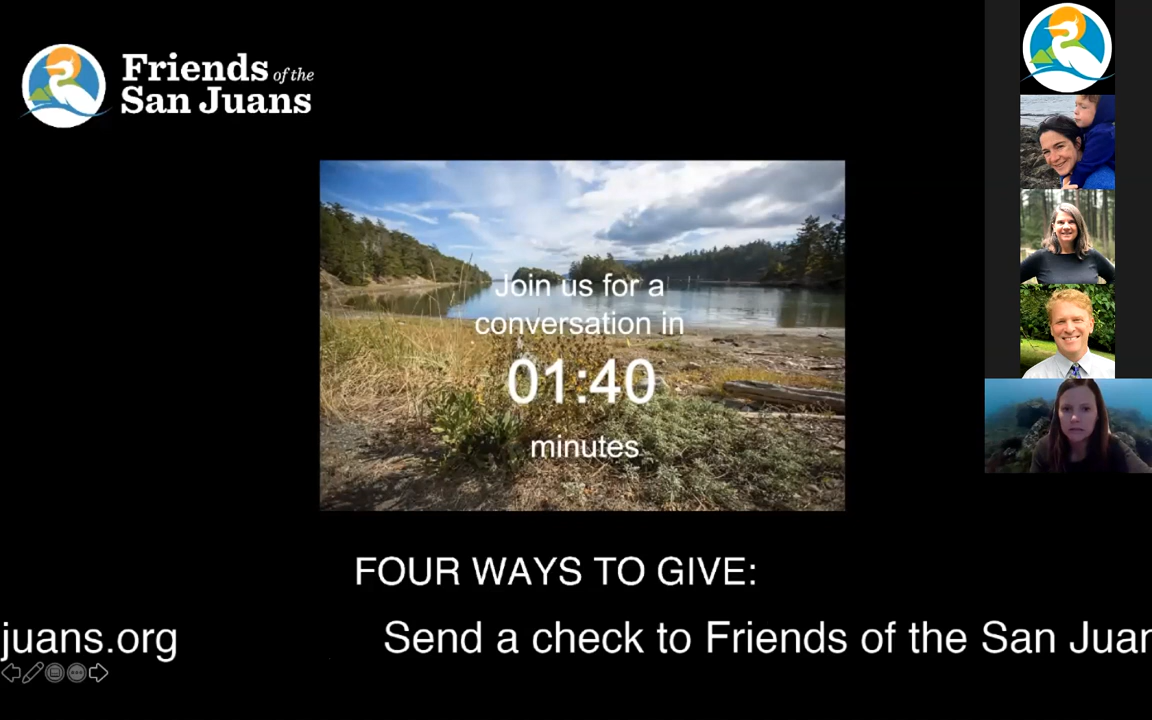 Friends of the
San Juans
Join us for a
conversation in
01:40
minutes
FOUR WAYS TO GIVE:
juans.org
Send a check to Friends of the San Juan